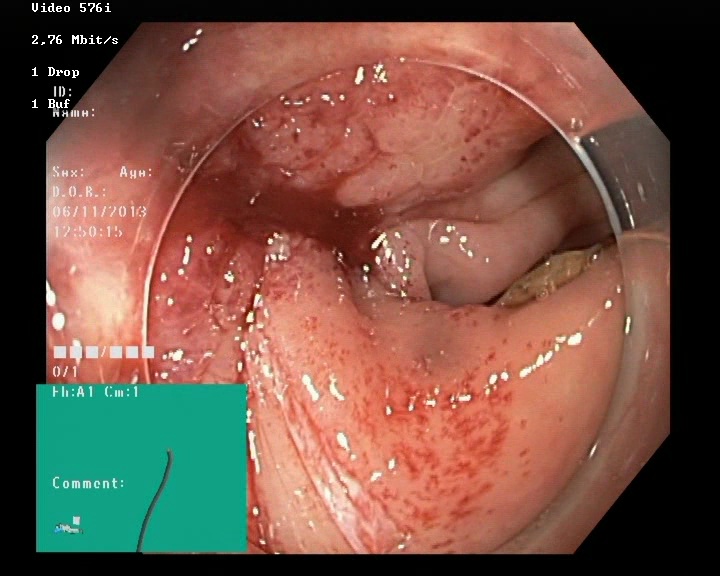 Video 576i
2,76 Mbit/s
1 Drop
ID:
1 Buf
Name:
Sex: Age:
D.O.B.:
06/11/2013
12:50:15
0/1
Eh:A1 Cm:1
Comment: